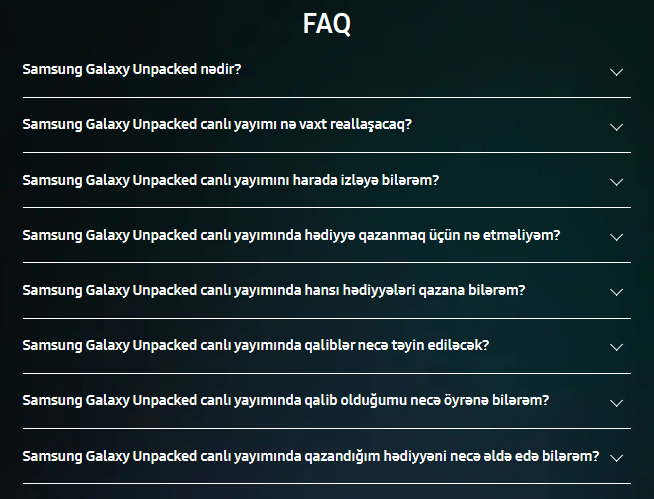 FAQ
Samsung Galaxy Unpacked nədir?
Samsung Galaxy Unpacked canlı yayımı nə vaxt reallaşacaq?
Samsung Galaxy Unpacked canlı yayımını harada izləyə bilərəm?
Samsung Galaxy Unpacked canlı yayımında hədiyyə qazanmaq üçün nə etməliyəm?
Samsung Galaxy Unpacked canlı yayımında hansı hədiyyələri qazana bilərəm?
Samsung Galaxy Unpacked canlı yayımında qaliblər necə təyin ediləcək?
Samsung Galaxy Unpacked canlı yayımında qalib olduğumu necə öyrənə bilərəm?
Samsung Galaxy Unpacked canlı yayımında qazandığım hədiyyəni necə əldə edə bilərəm?